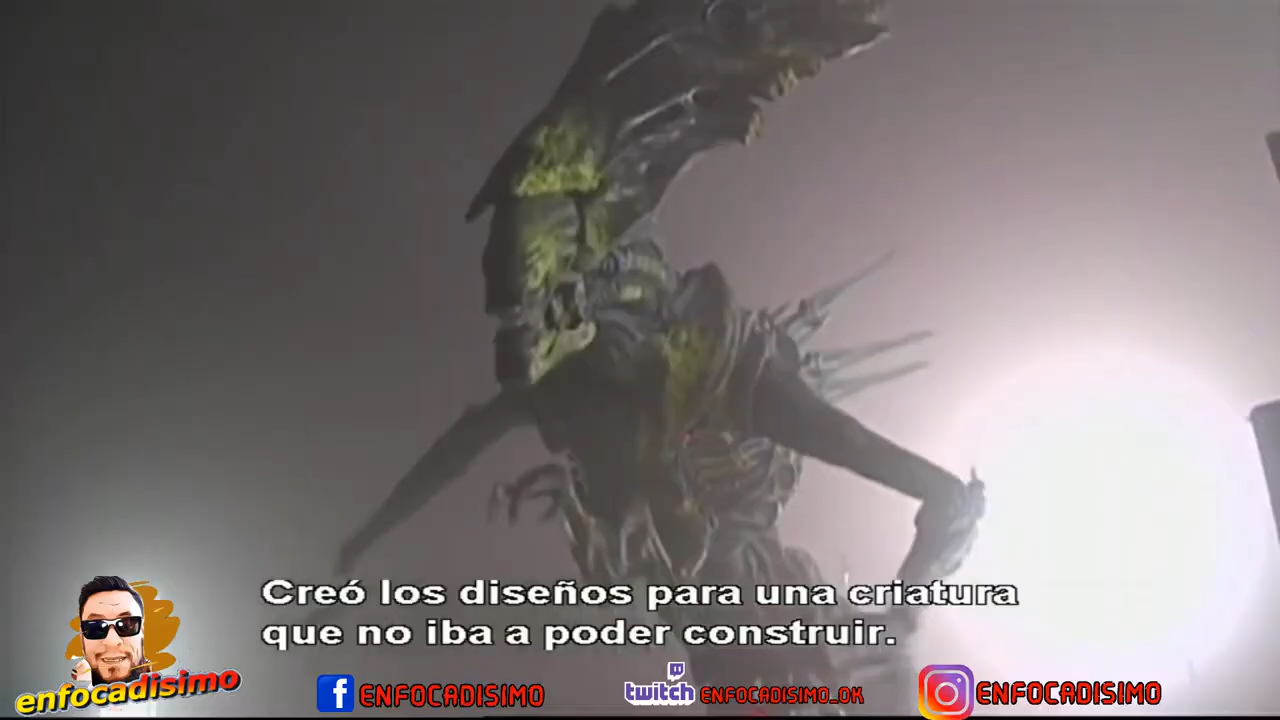 Creó los diseños para una criatura
que no iba a poder construir.
enfocadisimo
f ENFOCADISIMO
twitch ENFOCADISIMO_OK
ENFOCADISIMO